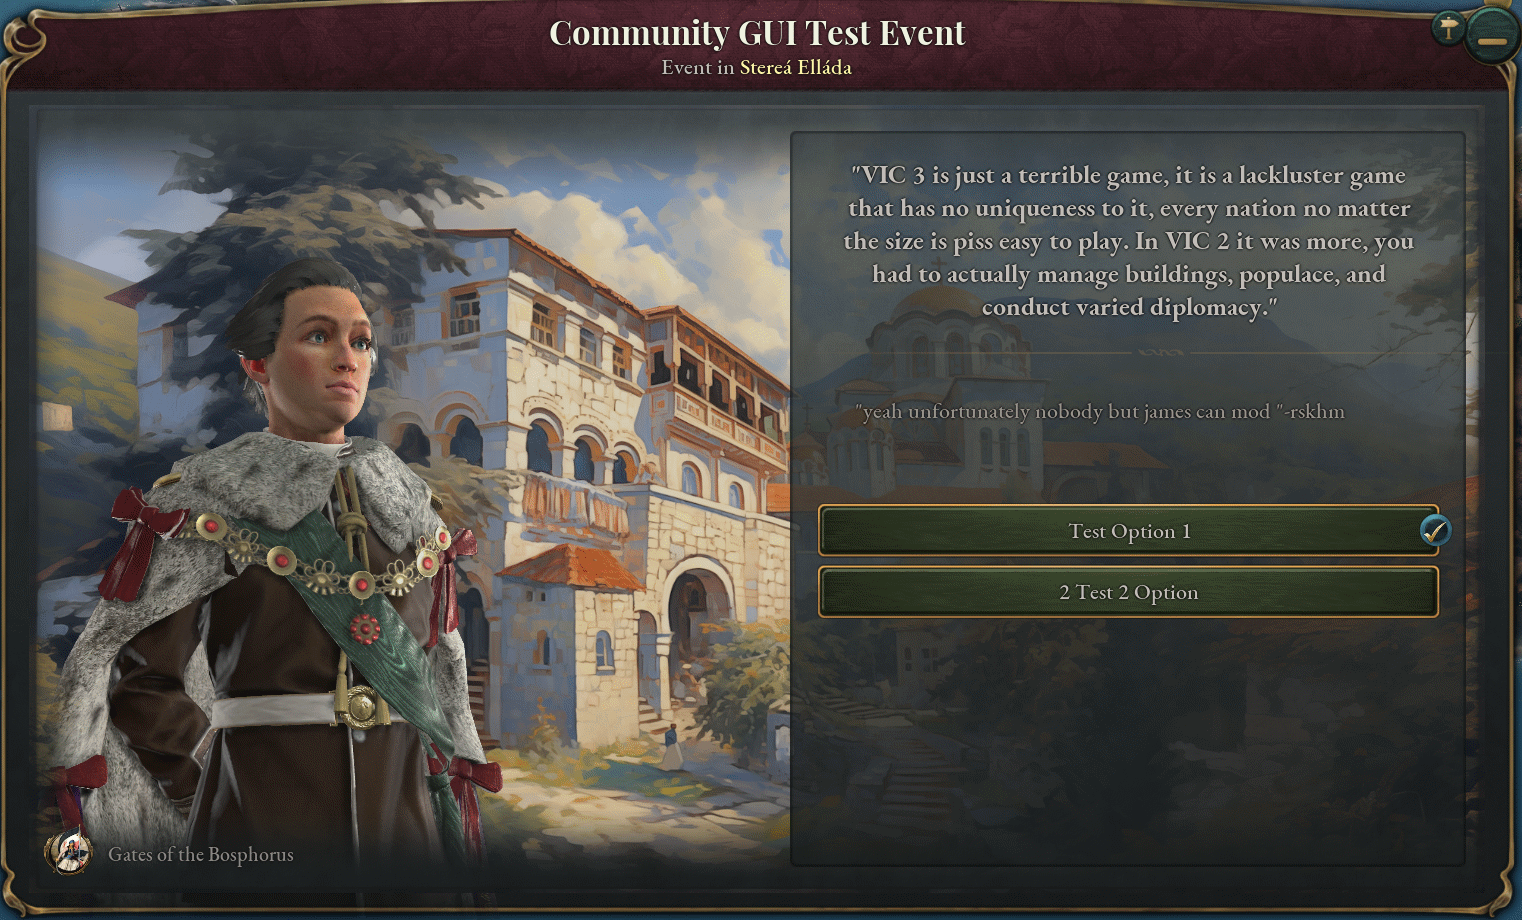 Community GUI Test Event
Event in Stereá Elláda
"VIC 3 is just a terrible game, it is a lackluster game
that has no uniqueness to it, every nation no matter
the size is piss easy to play. In VIC 2 it was more, you
had to actually manage buildings, populace, and
conduct varied diplomacy."
"yeah unfortunately nobody but james can mod "-rskhm
Test Option 1
2 Test 2 Option
Gates of the Bosphorus